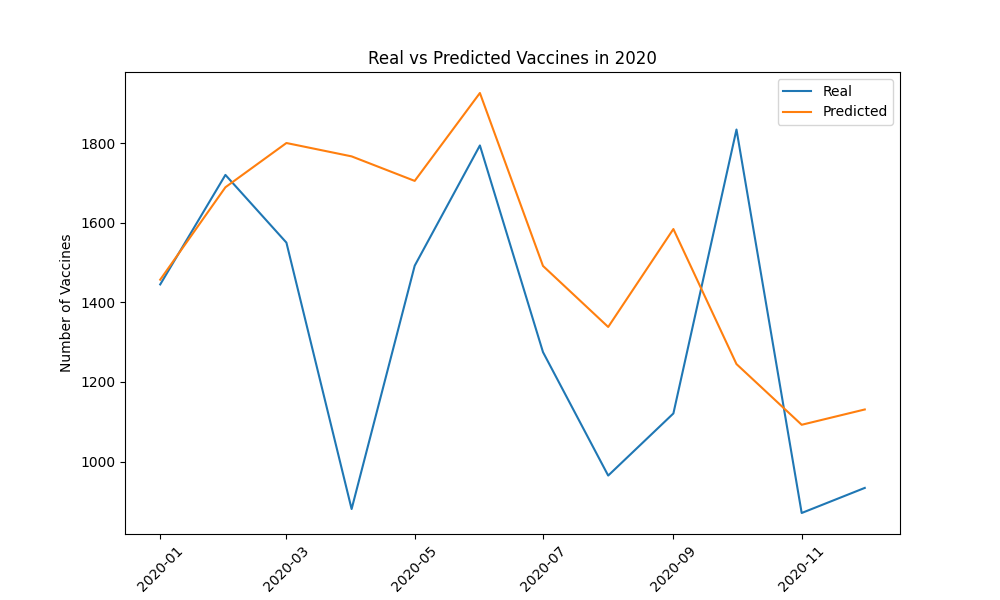 Real vs Predicted Vaccines in 2020
Real
Predicted
Number of Vaccines
1800
1600
1400
1200
1000
2020-01
2020-03
2020-05
2020-07
2020-09
2020-11